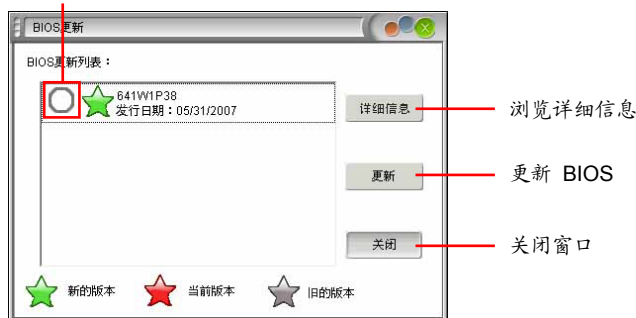 BIOS更新
BIOS更新列表：
641W1P38
发行日期：05/31/2007
详细信息
浏览详细信息
更新
更新 BIOS
关闭
关闭窗口
新的版本
当前版本
旧的版本